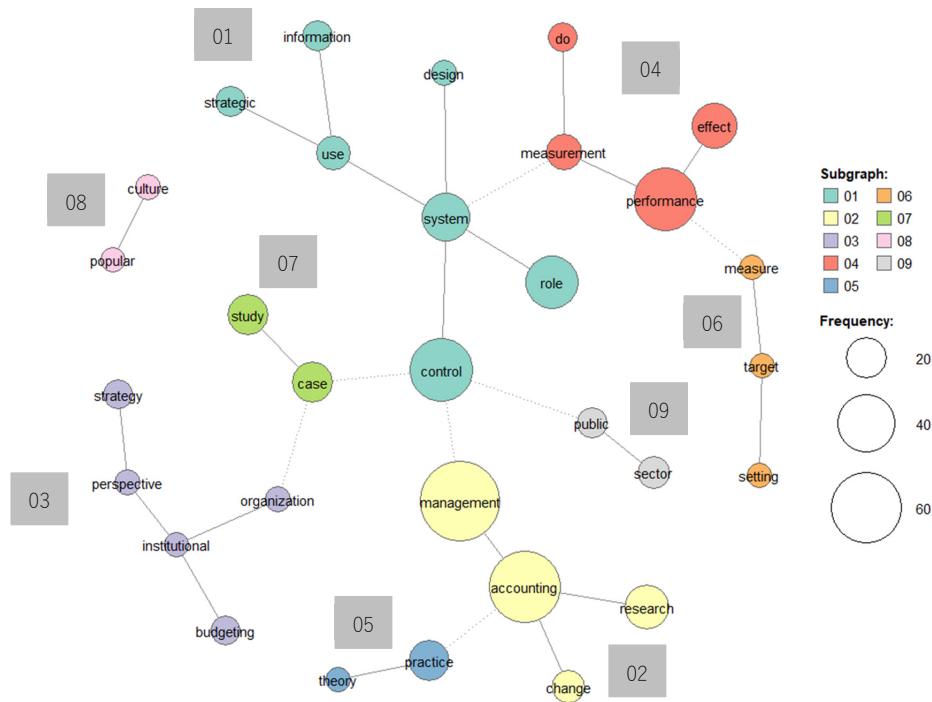 01
information
do
04
design
strategic
effect
use
measurement
culture
08
performance
popular
system
Subgraph:
01
06
02
07
03
08
04
09
05
07
measure
role
study
06
Frequency:
20
40
60
control
target
case
strategy
09
public
sector
setting
perspective
03
organization
management
institutional
accounting
research
05
budgeting
practice
theory
02
change